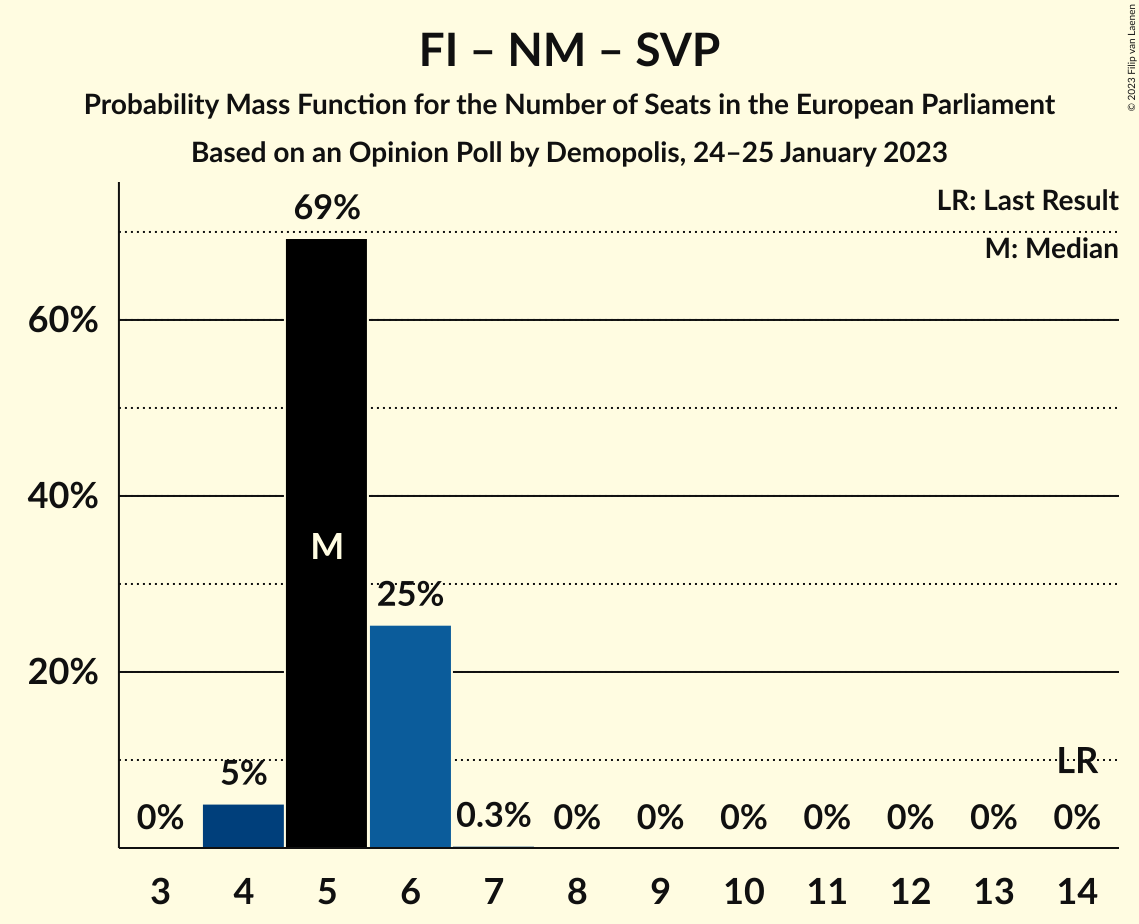 FI – NM – SVP
Probability Mass Function for the Number of Seats in the European Parliament
Based on an Opinion Poll by Demopolis, 24–25 January 2023
© 2023 Filip van Laenen
LR: Last Result
M: Median
69%
60%
40%
M
25%
20%
LR
5%
0% 0.3% 0% 0% 0% 0% 0% 0% 0%
3 4 5 6 7 8 9 10 11 12 13 14